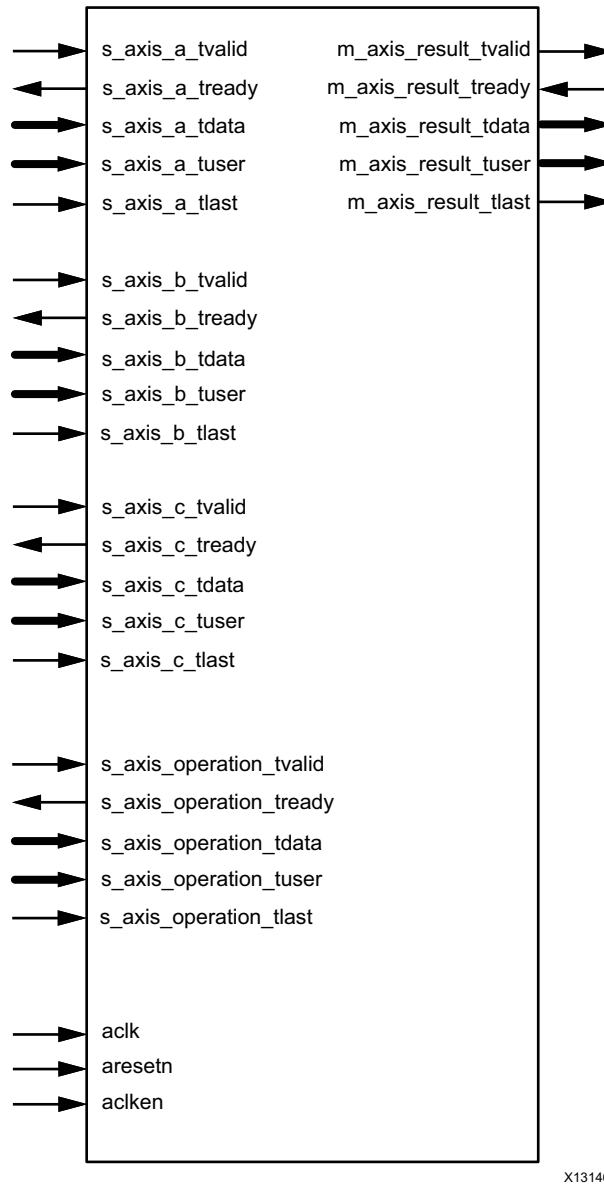 s_axis_a_tvalid
s_axis_a_tready
s_axis_a_tdata
s_axis_a_tuser
s_axis_a_tlast
m_axis_result_tvalid
m_axis_result_tready
m_axis_result_tdata
m_axis_result_tuser
m_axis_result_tlast
s_axis_b_tvalid
s_axis_b_tready
s_axis_b_tdata
s_axis_b_tuser
s_axis_b_tlast
s_axis_c_tvalid
s_axis_c_tready
s_axis_c_tdata
s_axis_c_tuser
s_axis_c_tlast
s_axis_operation_tvalid
s_axis_operation_tready
s_axis_operation_tdata
s_axis_operation_tuser
s_axis_operation_tlast
aclk
aresetn
aclken
X13140